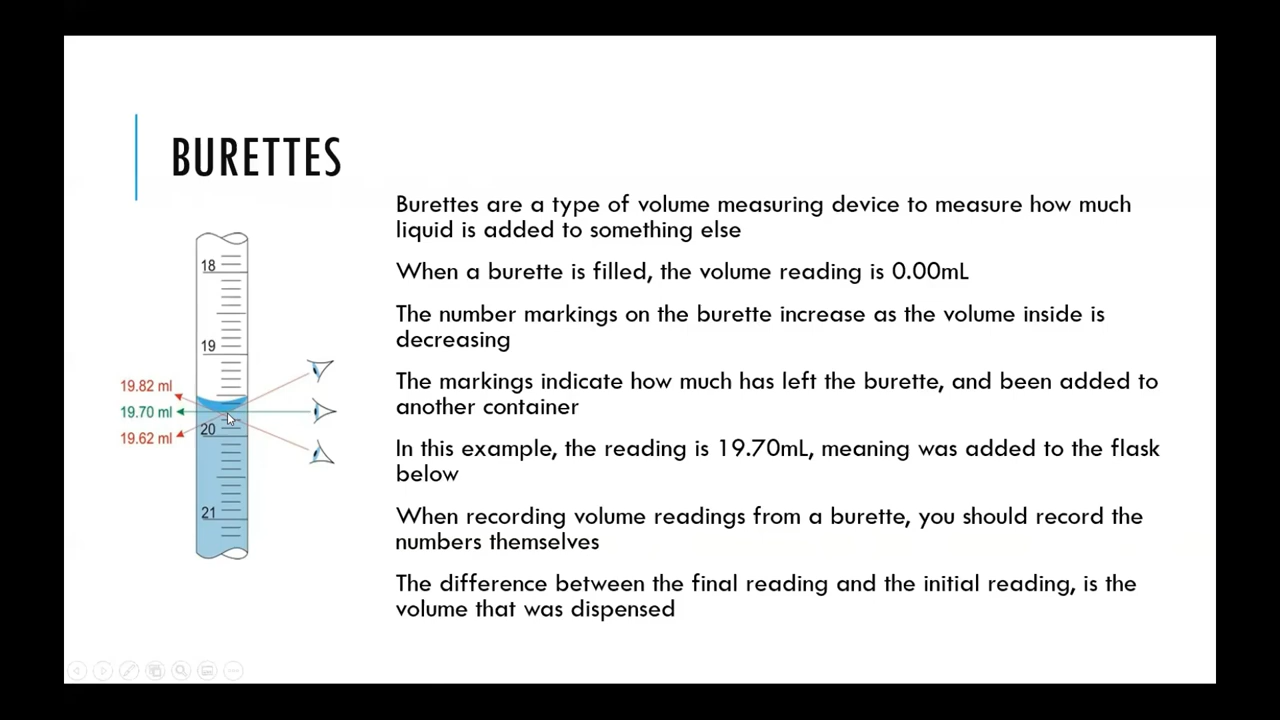 BURETTES
Burettes are a type of volume measuring device to measure how much
liquid is added to something else
When a burette is filled, the volume reading is 0.00mL
The number markings on the burette increase as the volume inside is
decreasing
The markings indicate how much has left the burette, and been added to
another container
In this example, the reading is 19.70mL, meaning was added to the flask
below
When recording volume readings from a burette, you should record the
numbers themselves
The difference between the final reading and the initial reading, is the
volume that was dispensed
18
19
19.82 ml
19.70 ml
20
19.62 ml
21